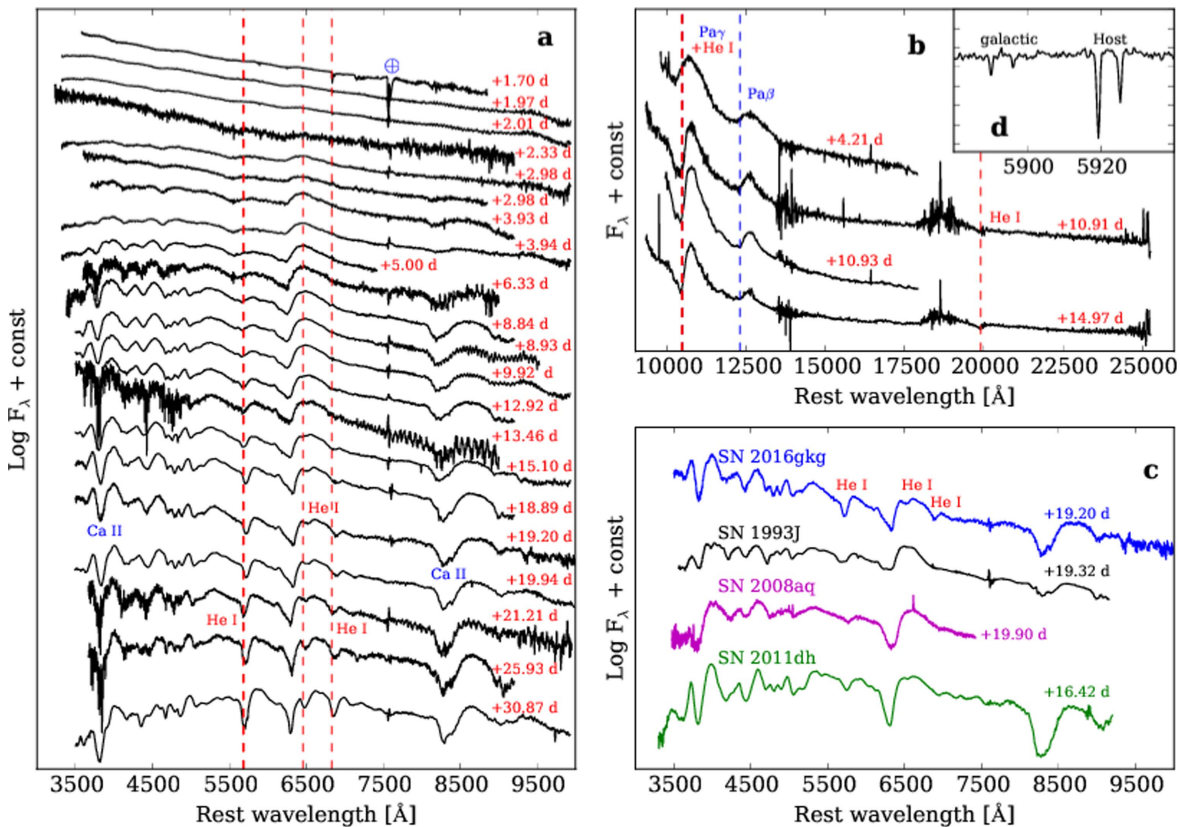 a
⊕
+1.70 d
+1.97 d
+2.01 d
+2.33 d
+2.98 d
+2.98 d
+3.93 d
+3.94 d
+5.00 d
+6.33 d
+8.84 d
+8.93 d
+9.92 d
+12.92 d
+13.46 d
+15.10 d
+18.89 d
He I
+19.20 d
Ca II
Ca II
+19.94 d
+21.21 d
He I
He I
+25.93 d
+30.87 d
3500 4500 5500 6500 7500 8500 9500
Rest wavelength [Å]
Log Fλ + const
b
Paγ
+He I
Paβ
+4.21 d
He I
+10.91 d
+10.93 d
+14.97 d
10000 12500 15000 17500 20000 22500 25000
Rest wavelength [Å]
Fλ + const
galactic Host
d
5900 5920
c
SN 2016gkg
He I He I
He I
+19.20 d
SN 1993J
+19.32 d
SN 2008aq
+19.90 d
SN 2011dh
+16.42 d
3500 4500 5500 6500 7500 8500 9500
Rest wavelength [Å]
Log Fλ + const